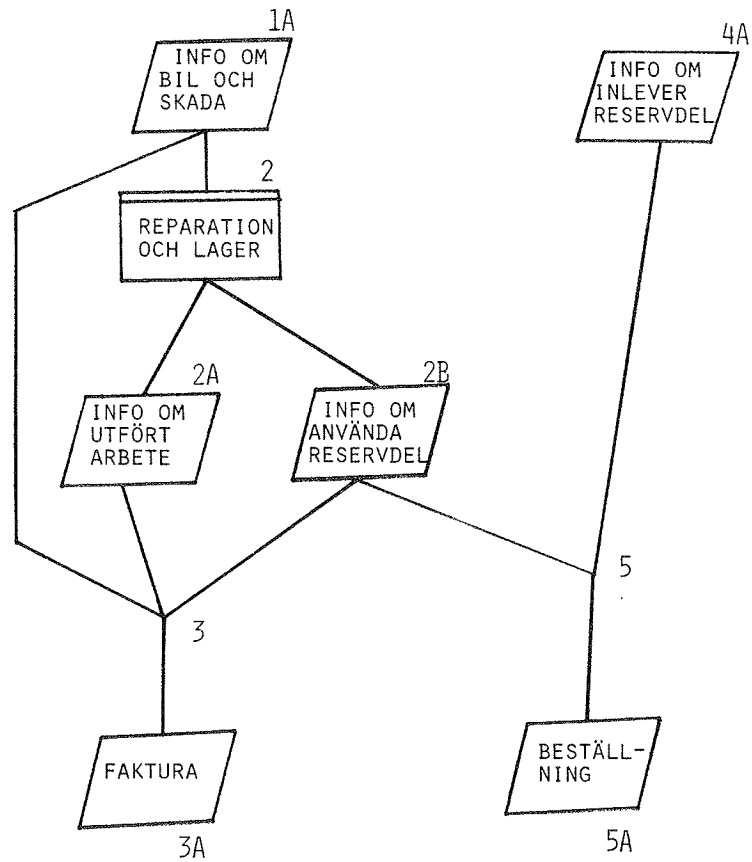 1A
INFO OM
BIL OCH
SKADA
4A
INFO OM
INLEVER
RESERVDEL
2
REPARATION
OCH LAGER
2A
INFO OM
UTFÖRT
ARBETE
2B
INFO OM
ANVÄNDA
RESERVDEL
3
5
FAKTURA
3A
BESTÄLL-
NING
5A